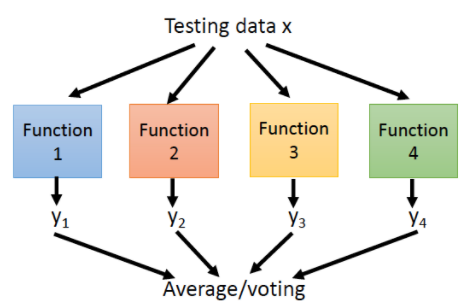 Testing data x
Function
1
Function
2
Function
3
Function
4
y₁
y₂
y₃
y₄
Average/voting